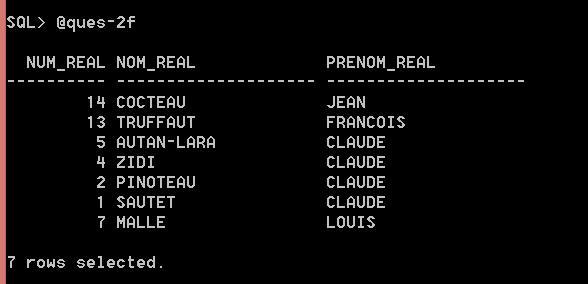 SQL> @ques-2f
  NUM_REAL NOM_REAL             PRENOM_REAL
---------- -------------------- --------------------
        14 COCTEAU              JEAN
        13 TRUFFAUT             FRANCOIS
         5 AUTAN-LARA           CLAUDE
         4 ZIDI                 CLAUDE
         2 PINOTEAU             CLAUDE
         1 SAUTET               CLAUDE
         7 MALLE                LOUIS
7 rows selected.